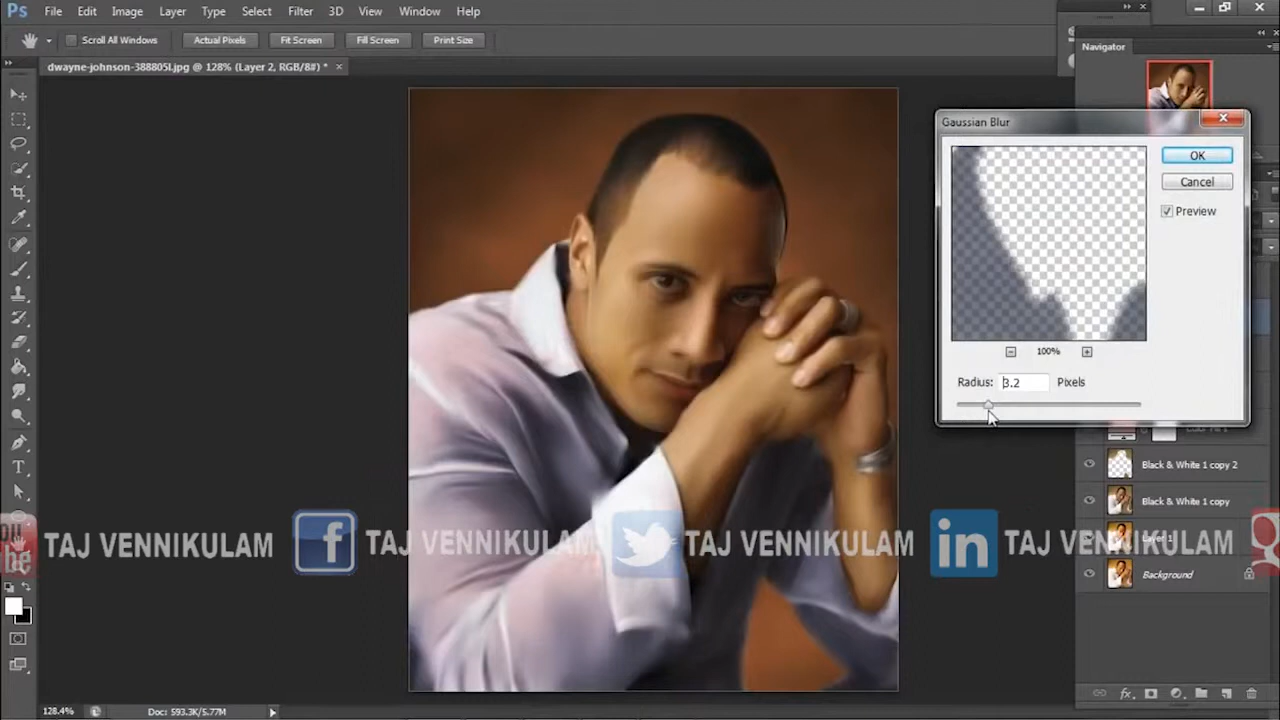 Ps File Edit Image Layer Type Select Filter 3D View Window Help
Scroll All Windows Actual Pixels Fit Screen Fill Screen Print Size
Navigator
dwayne-johnson-388805l.jpg @ 128% (Layer 2, RGB/8#) *
Gaussian Blur
OK
Cancel
Preview
100%
Radius: 3.2 Pixels
Black & White 1 copy 2
Black & White 1 copy
TAJ VENNIKULAM f TAJ VENNIKULAM TAJ VENNIKULAM in TAJ VENNIKULAM
Layer 1
Background
128.4% Doc: 593.3K/5.77M